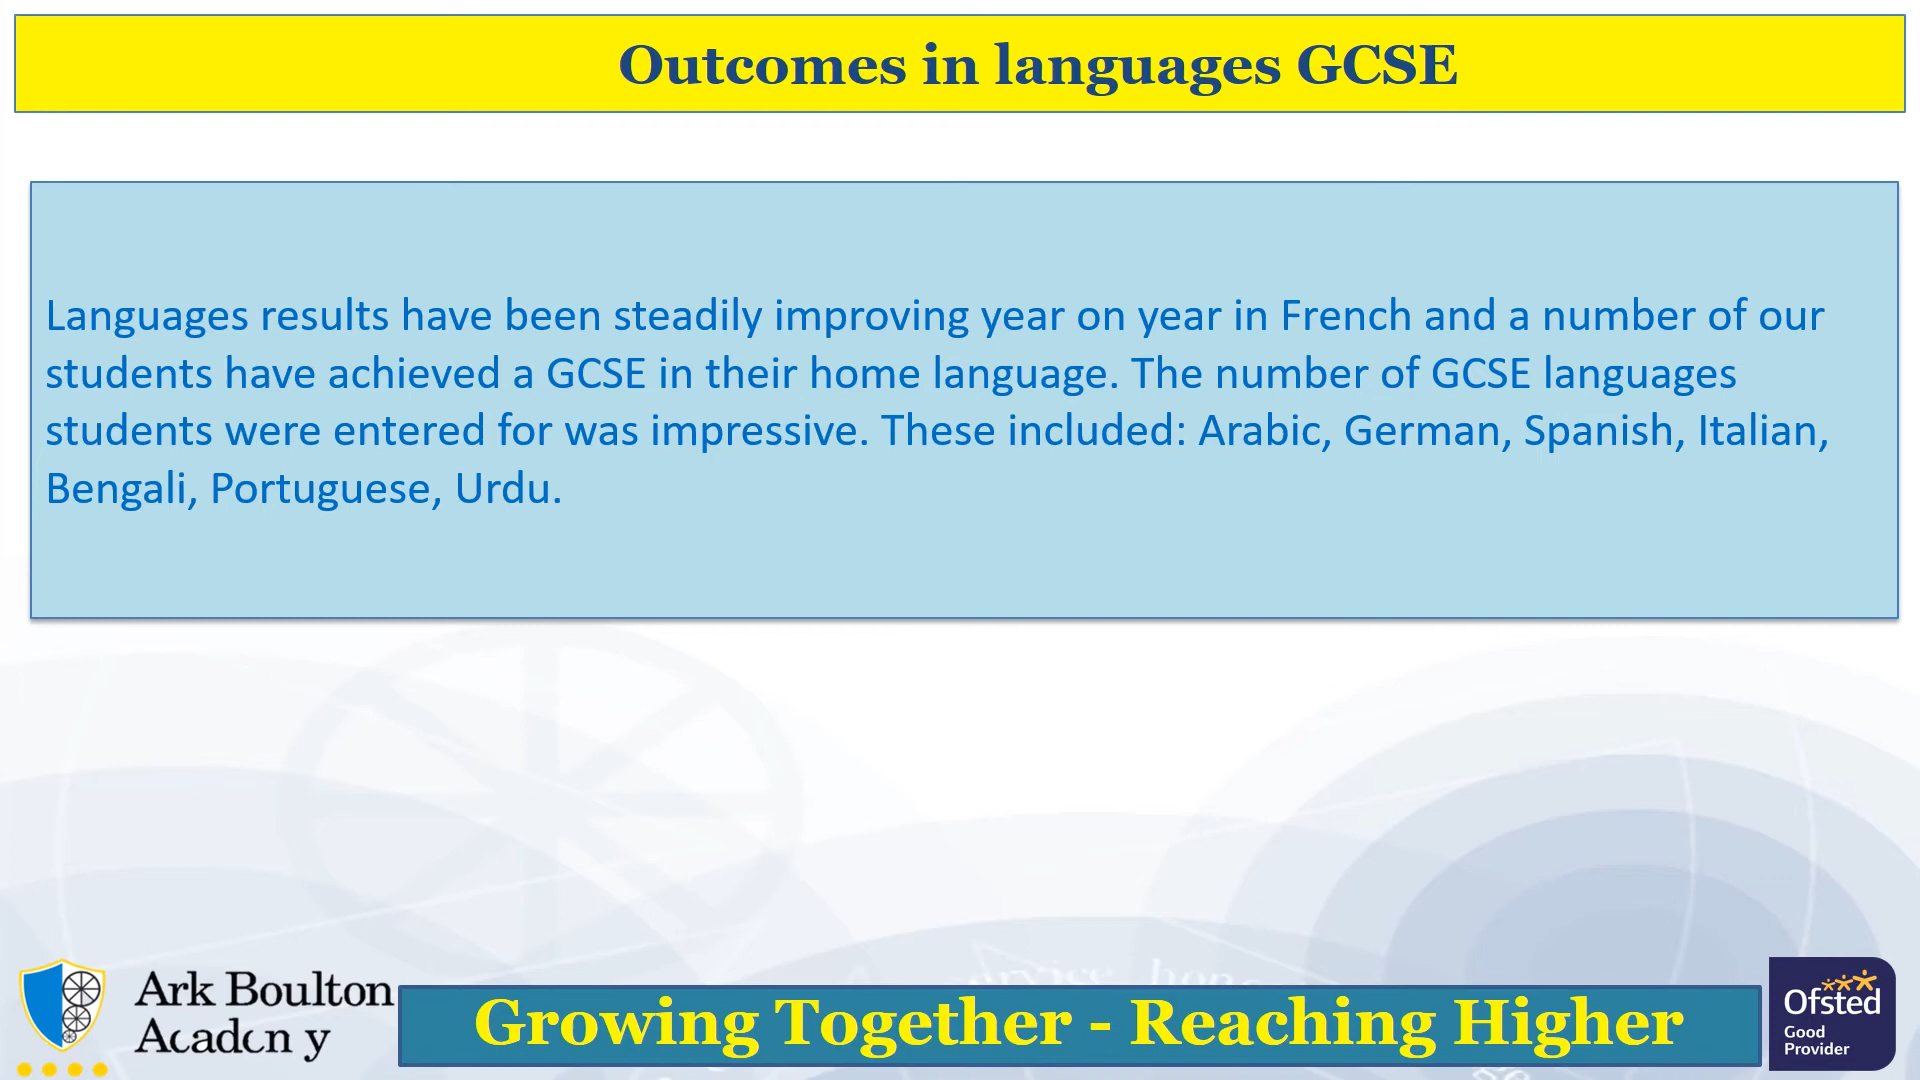 Outcomes in languages GCSE
Languages results have been steadily improving year on year in French and a number of our
students have achieved a GCSE in their home language. The number of GCSE languages
students were entered for was impressive. These included: Arabic, German, Spanish, Italian,
Bengali, Portuguese, Urdu.
Ark Boulton
Growing Together - Reaching Higher
Ofsted
Good
Provider